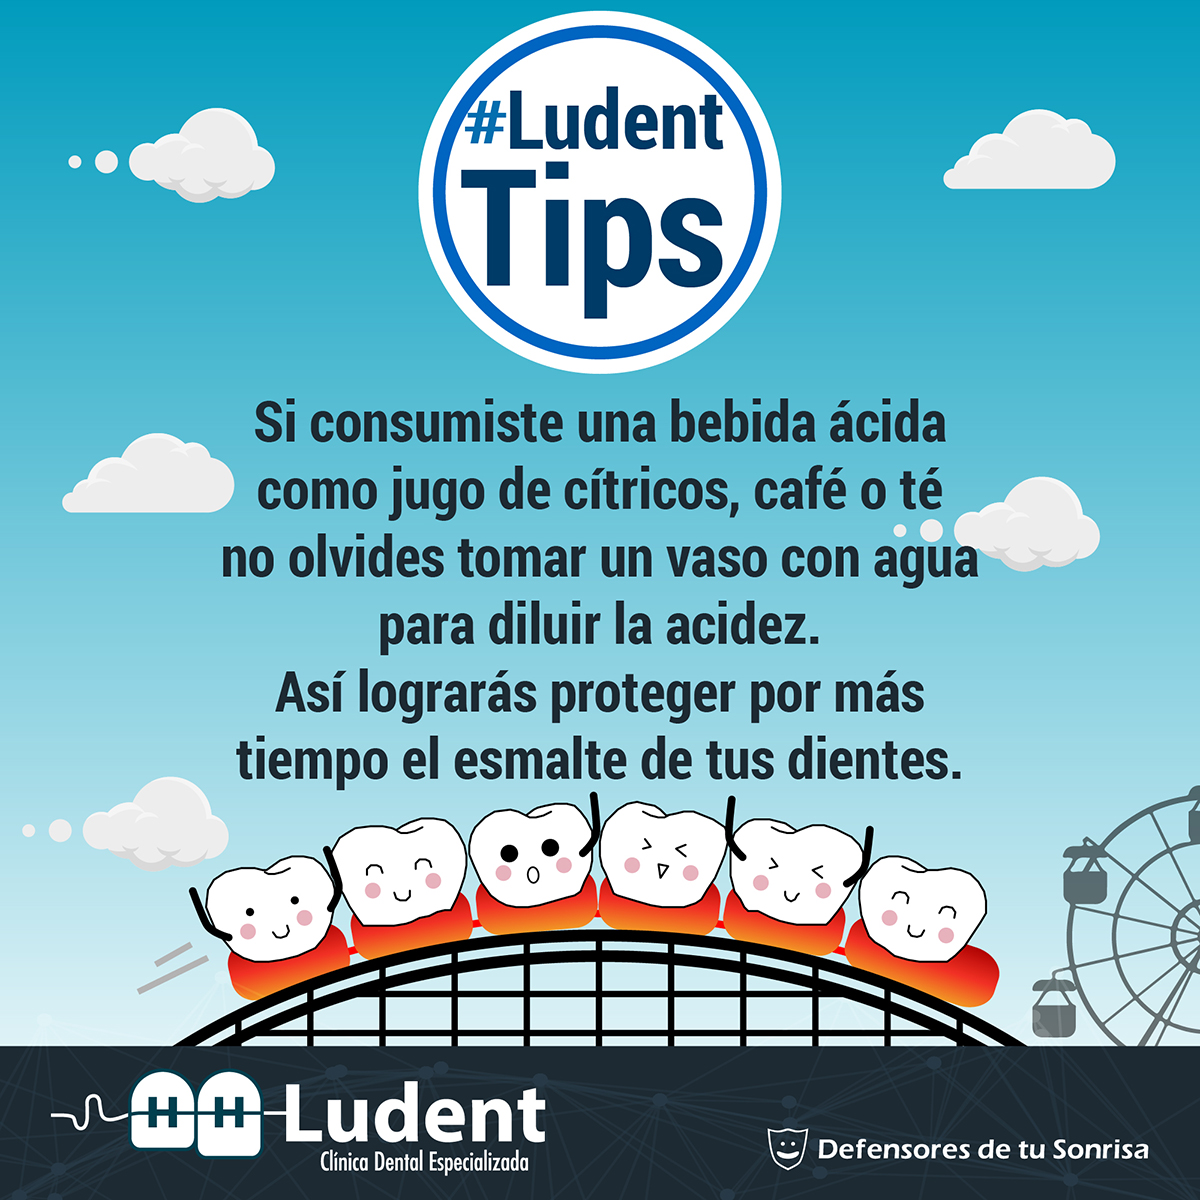 #Ludent
Tips
Si consumiste una bebida ácida
como jugo de cítricos, café o té
no olvides tomar un vaso con agua
para diluir la acidez.
Así lograrás proteger por más
tiempo el esmalte de tus dientes.
Ludent
Clínica Dental Especializada
Defensores de tu Sonrisa